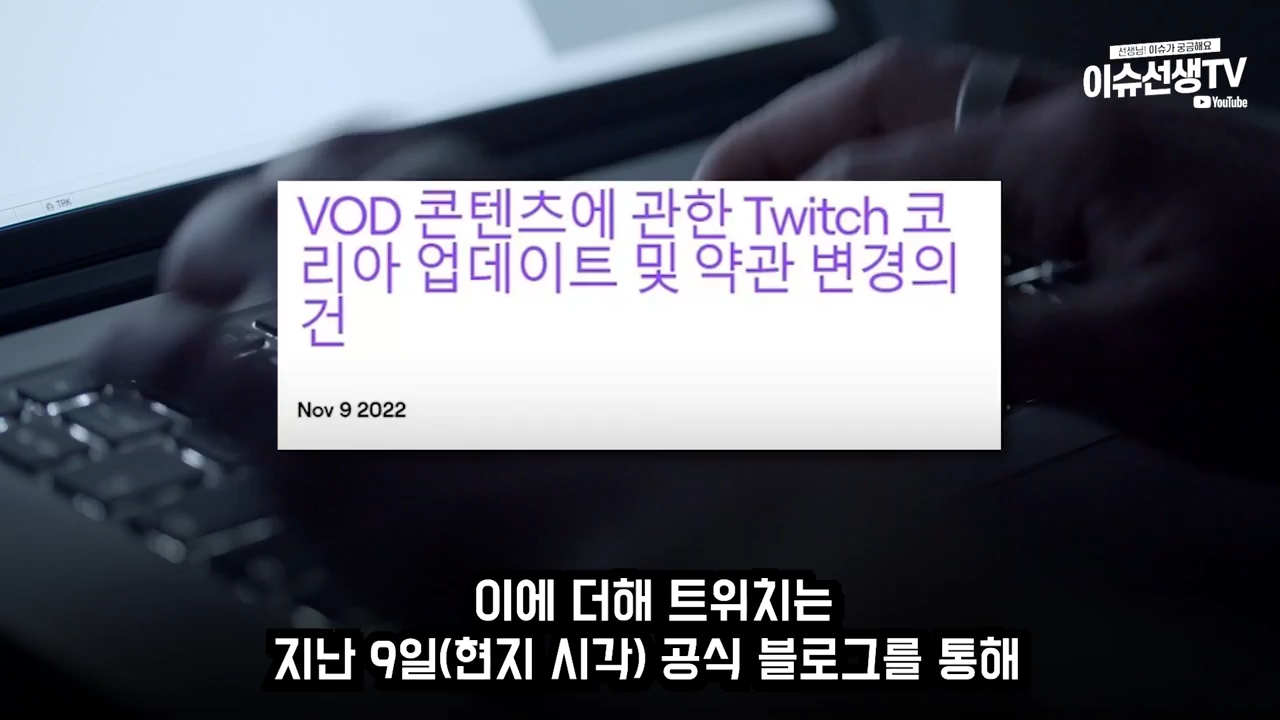 선생님! 이슈가 궁금해요
이슈선생TV
YouTube
TRK
VOD 콘텐츠에 관한 Twitch 코
리아 업데이트 및 약관 변경의
건
Nov 9 2022
이에 더해 트위치는
지난 9일(현지 시각) 공식 블로그를 통해